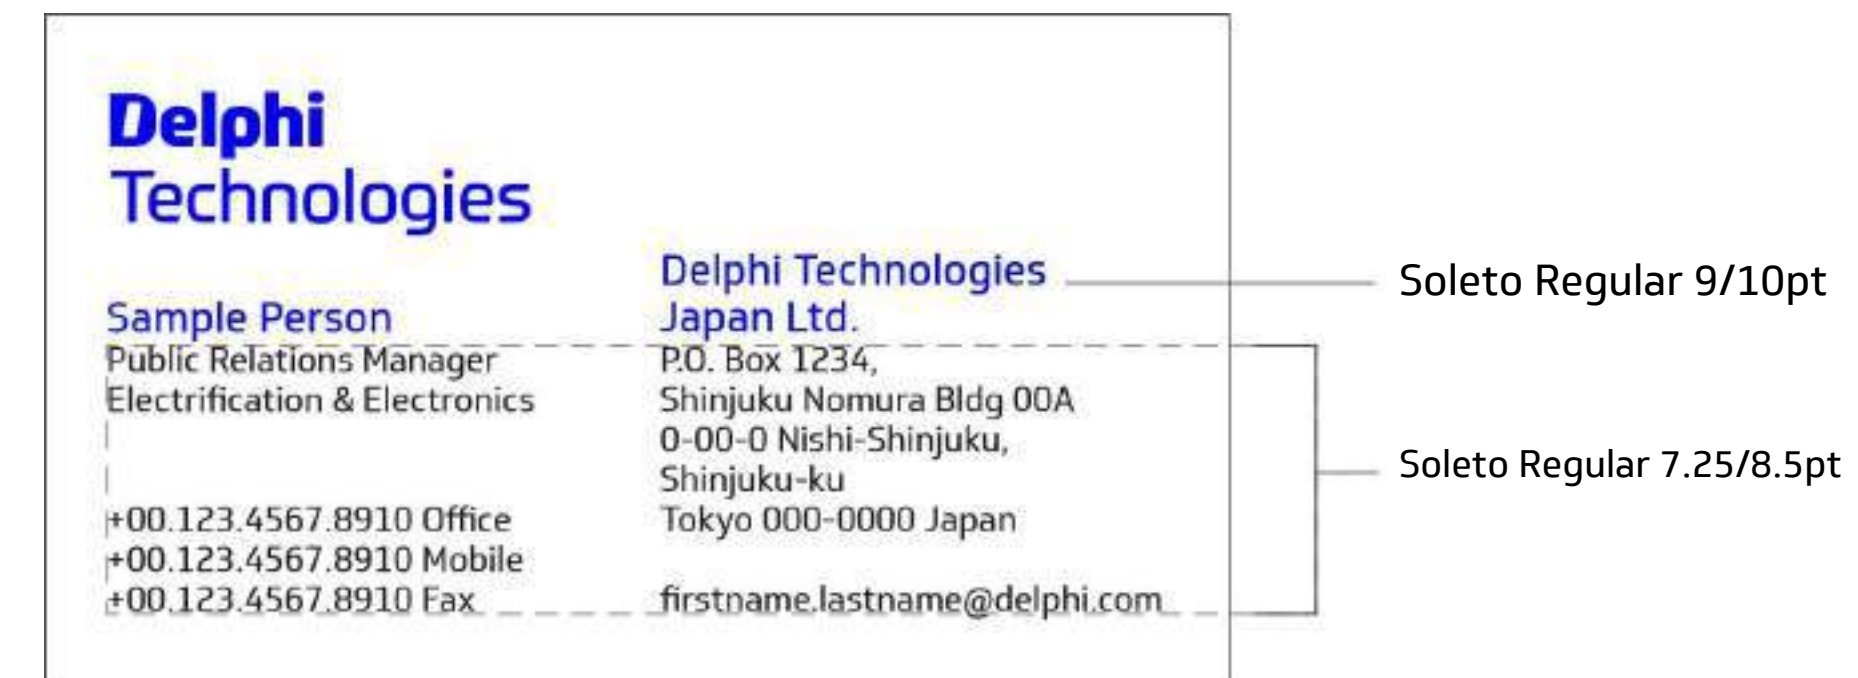 Delphi
Technologies
Sample Person
Public Relations Manager
Electrification & Electronics
+00.123.4567.8910 Office
+00.123.4567.8910 Mobile
+00.123.4567.8910 Fax
Delphi Technologies
Japan Ltd.
P.O. Box 1234,
Shinjuku Nomura Bldg 00A
0-00-0 Nishi-Shinjuku,
Shinjuku-ku
Tokyo 000-0000 Japan
firstname.lastname@delphi.com
Soleto Regular 9/10pt
Soleto Regular 7.25/8.5pt